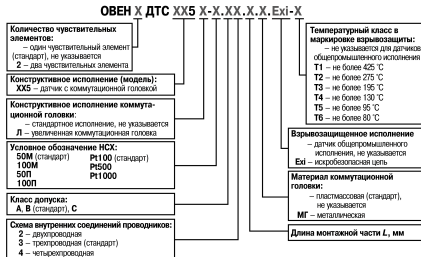 ОВЕН X ДТС XX5 X-X.XX.X.X.Exi-X
Количество чувствительных
элементов:
– один чувствительный элемент
(стандарт), не указывается
2 – два чувствительных элемента
Конструктивное исполнение (модель):
XX5 – датчик с коммутационной головкой
Конструктивное исполнение коммута-
ционной головки:
– стандартное исполнение, не указывается
Л – увеличенная коммутационная головка
Условное обозначение НСХ:
50М (стандарт) Pt100 (стандарт)
100М Pt500
50П Pt1000
100П
Класс допуска:
А, В (стандарт), С
Схема внутренних соединений проводников:
2 – двухпроводная
3 – трехпроводная (стандарт)
4 – четырехпроводная
Температурный класс в
маркировке взрывозащиты:
– не указывается для датчиков
общепромышленного исполнения
Т1 – не более 425 °С
Т2 – не более 275 °С
Т3 – не более 195 °С
Т4 – не более 130 °С
Т5 – не более 95 °С
Т6 – не более 80 °С
Взрывозащищенное исполнение
– датчик общепромышленного
исполнения, не указывается
Exi – искробезопасная цепь
Материал коммутационной
головки:
– пластмассовая (стандарт),
не указывается
МГ – металлическая
Длина монтажной части L, мм